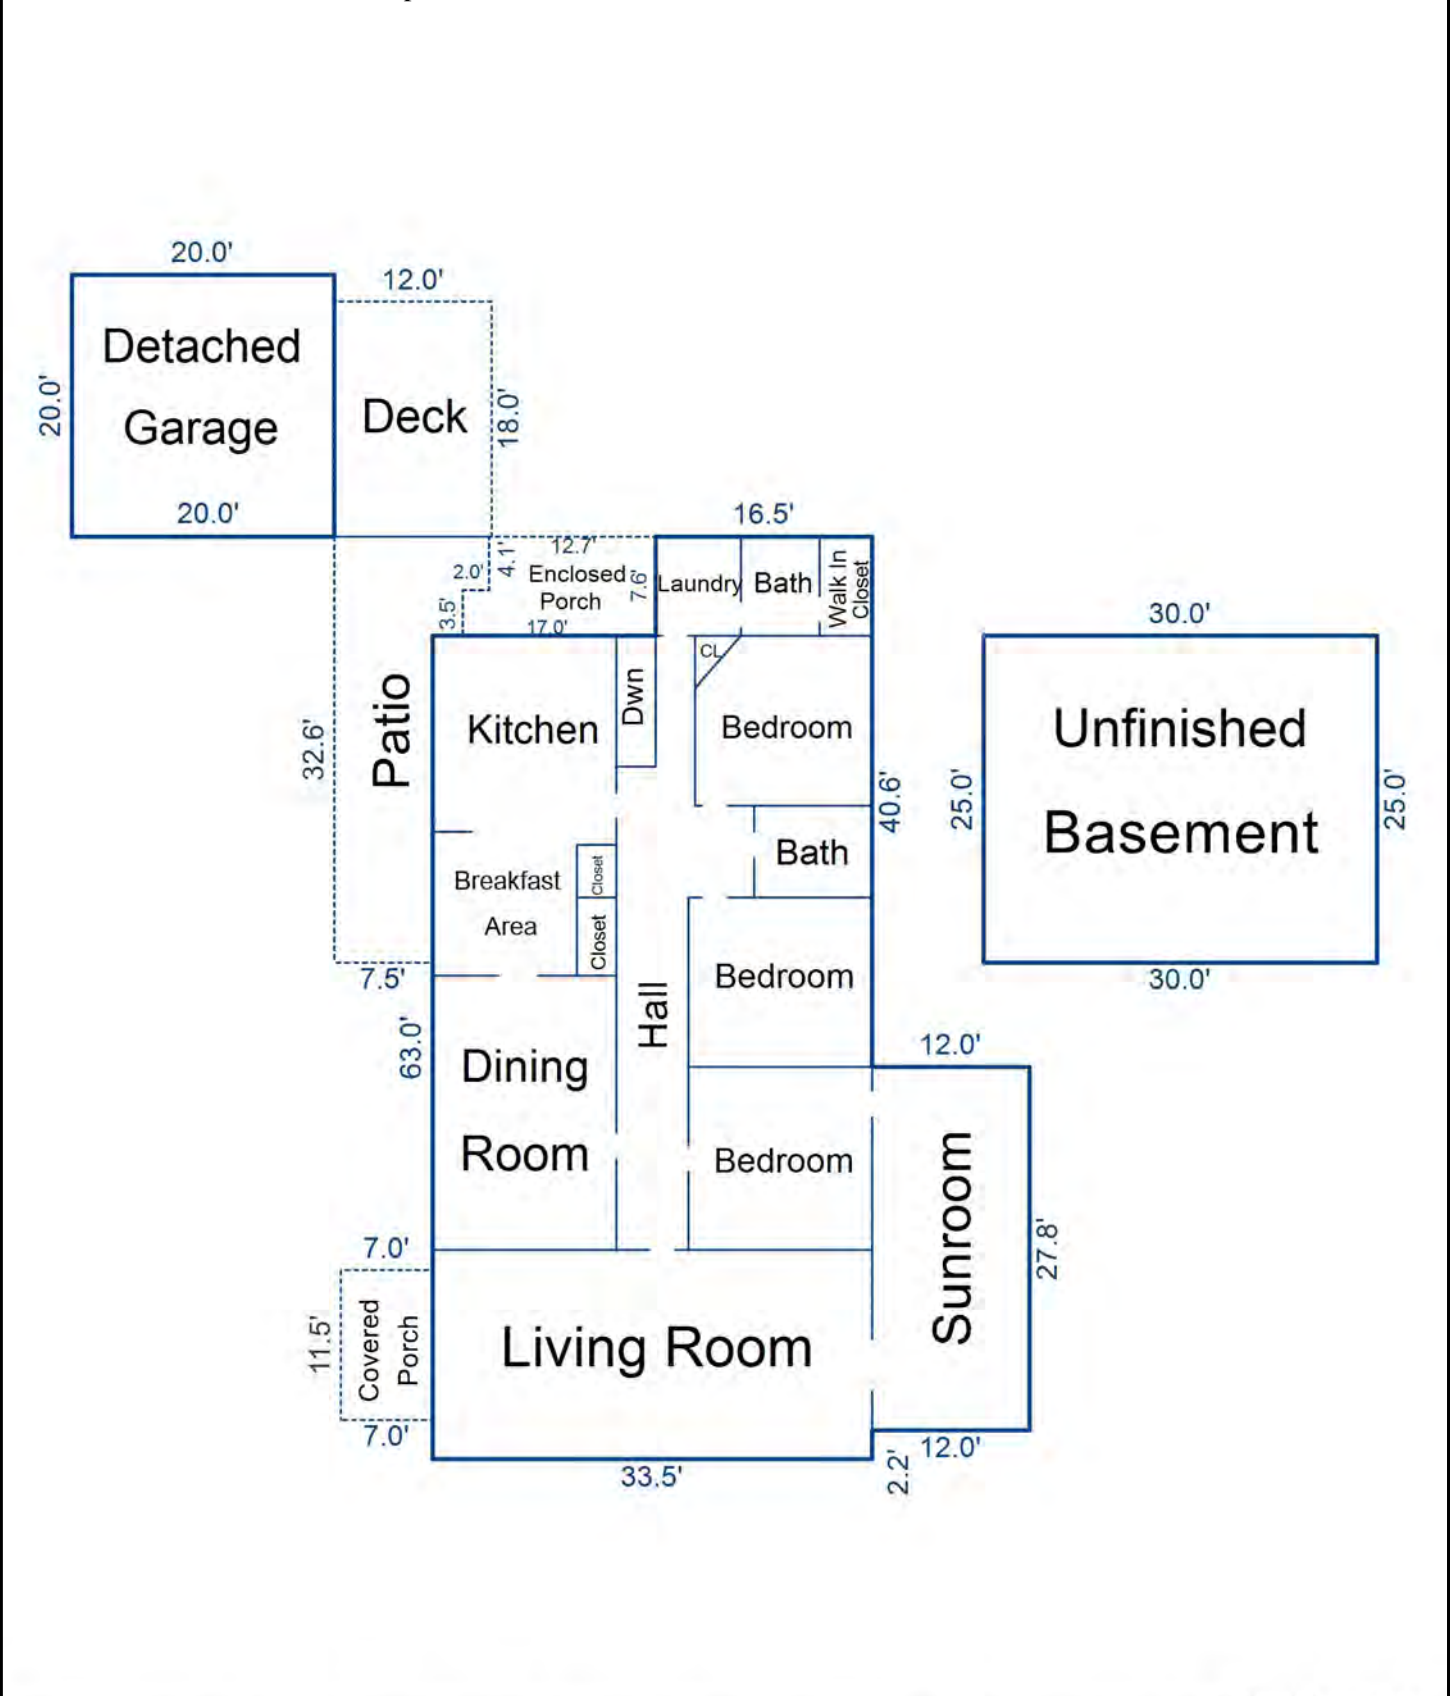 20.0'
12.0'
Detached
Garage
20.0'
Deck
18.0'
20.0'
16.5'
12.7'
4.1'
2.0'
Enclosed
Porch
7.6'
3.5'
17.0'
Laundry
Bath
Walk In
Closet
30.0'
CL
Dwn
Patio
Kitchen
Bedroom
32.6'
40.6'
Unfinished
Basement
25.0'
25.0'
30.0'
Bath
Breakfast
Area
Closet
Closet
7.5'
Hall
Bedroom
63.0'
12.0'
Dining
Room
Bedroom
Sunroom
27.8'
7.0'
11.5'
Covered
Porch
Living Room
7.0'
12.0'
2.2'
33.5'